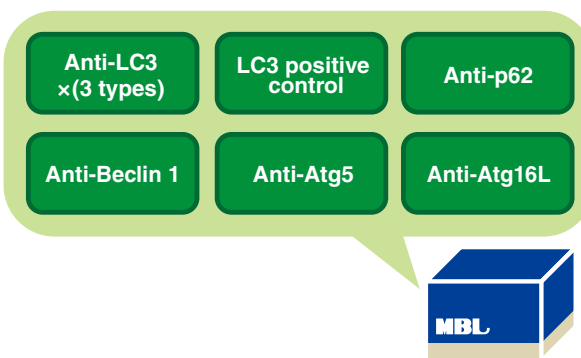 Anti-LC3
×(3 types)
LC3 positive
control
Anti-p62
Anti-Beclin 1
Anti-Atg5
Anti-Atg16L
MBL